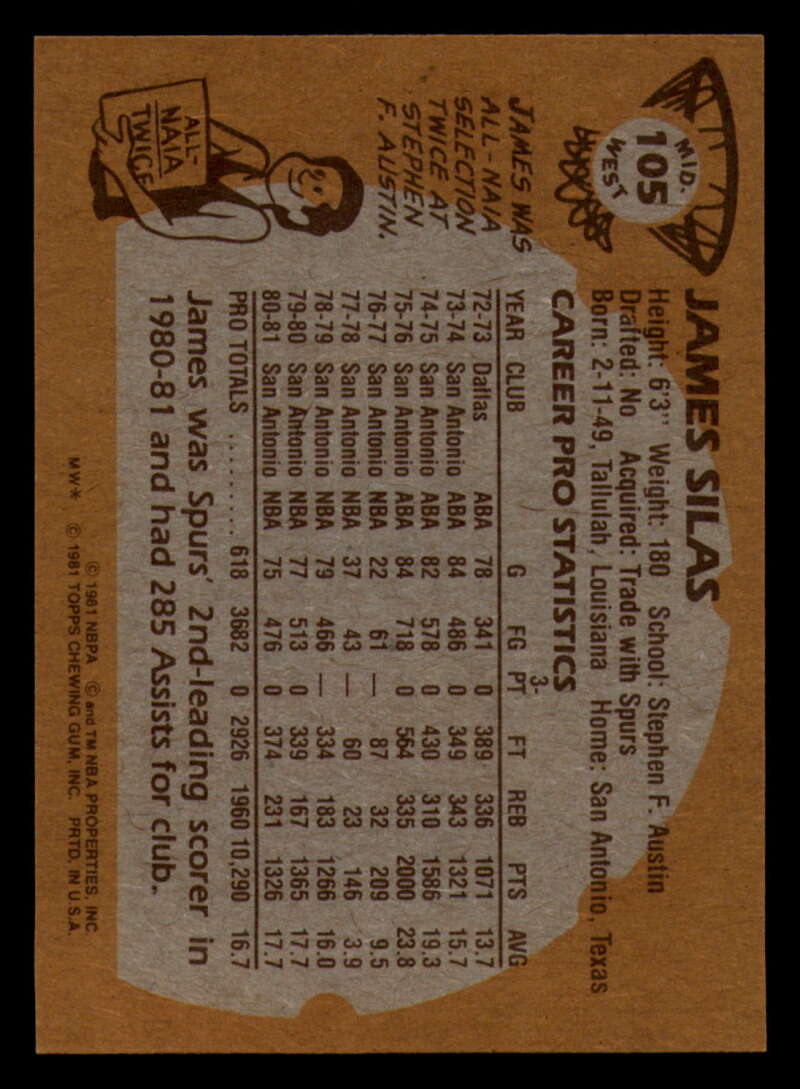 MID.
105
WEST
JAMES SILAS
Height: 6'3" Weight: 180 School: Stephen F. Austin
Drafted: No Acquired: Trade with Spurs
Born: 2-11-49, Tallulah, Louisiana Home: San Antonio, Texas
JAMES WAS
ALL-NAIA
SELECTION
TWICE AT
STEPHEN
F. AUSTIN.
ALL-
NAIA
TWICE
CAREER PRO STATISTICS
YEAR CLUB G FG 3-PT FT REB PTS AVG
72-73 Dallas ABA 78 341 0 389 336 1071 13.7
73-74 San Antonio ABA 84 486 0 349 343 1321 15.7
74-75 San Antonio ABA 82 578 0 430 310 1586 19.3
75-76 San Antonio ABA 84 718 0 564 335 2000 23.8
76-77 San Antonio NBA 22 61 — 87 32 209 9.5
77-78 San Antonio NBA 37 43 — 60 23 146 3.9
78-79 San Antonio NBA 79 466 — 334 183 1266 16.0
79-80 San Antonio NBA 77 513 0 339 167 1365 17.7
80-81 San Antonio NBA 75 476 0 374 231 1326 17.7
PRO TOTALS ......... 618 3682 0 2926 1960 10,290 16.7
James was Spurs' 2nd-leading scorer in
1980-81 and had 285 Assists for club.
© 1981 NBPA © and TM NBA PROPERTIES, INC.
MW* © 1981 TOPPS CHEWING GUM, INC. PRTD. IN U.S.A.